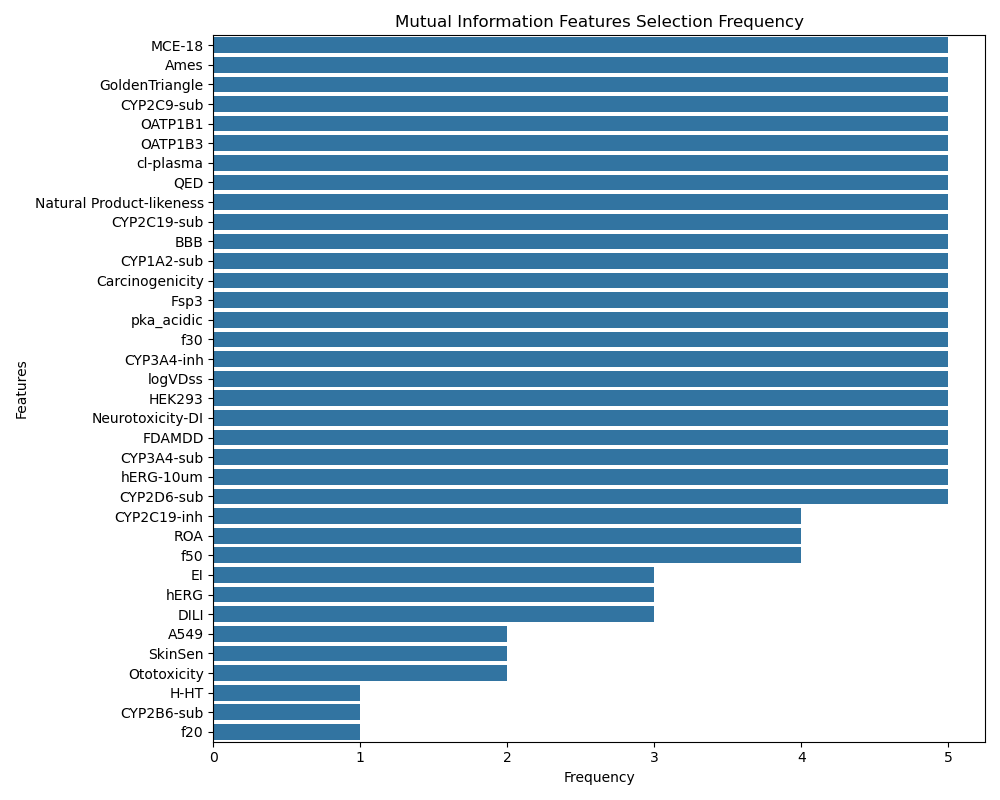 Mutual Information Features Selection Frequency
MCE-18
Ames
GoldenTriangle
CYP2C9-sub
OATP1B1
OATP1B3
cl-plasma
QED
Natural Product-likeness
CYP2C19-sub
BBB
CYP1A2-sub
Carcinogenicity
Fsp3
pka_acidic
f30
CYP3A4-inh
logVDss
HEK293
Neurotoxicity-DI
FDAMDD
CYP3A4-sub
hERG-10um
CYP2D6-sub
CYP2C19-inh
ROA
f50
EI
hERG
DILI
A549
SkinSen
Ototoxicity
H-HT
CYP2B6-sub
f20
Features
0 1 2 3 4 5
Frequency